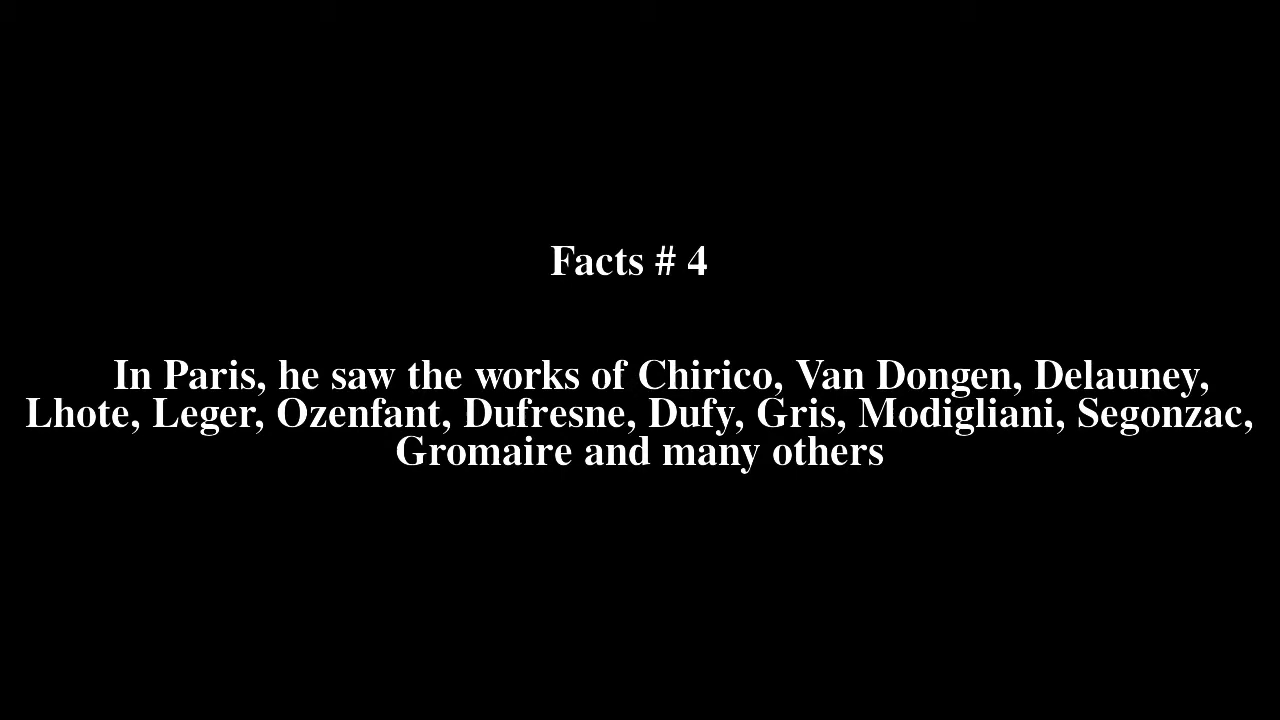 Facts # 4
In Paris, he saw the works of Chirico, Van Dongen, Delauney,
Lhote, Leger, Ozenfant, Dufresne, Dufy, Gris, Modigliani, Segonzac,
Gromaire and many others